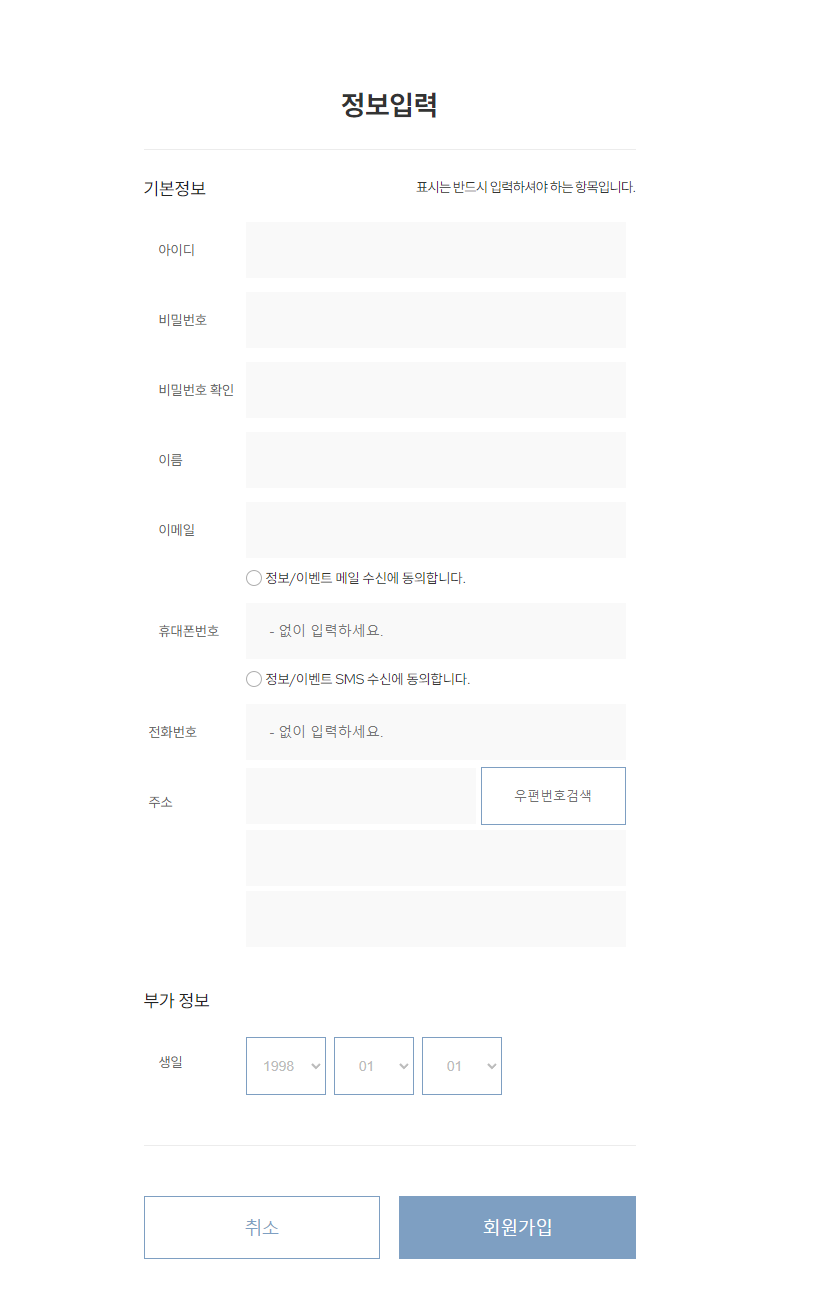 정보입력
기본정보
표시는 반드시 입력하셔야 하는 항목입니다.
아이디
비밀번호
비밀번호 확인
이름
이메일
정보/이벤트 메일 수신에 동의합니다.
휴대폰번호
- 없이 입력하세요.
정보/이벤트 SMS 수신에 동의합니다.
전화번호
- 없이 입력하세요.
주소
우편번호검색
부가 정보
생일
1998 01 01
취소
회원가입